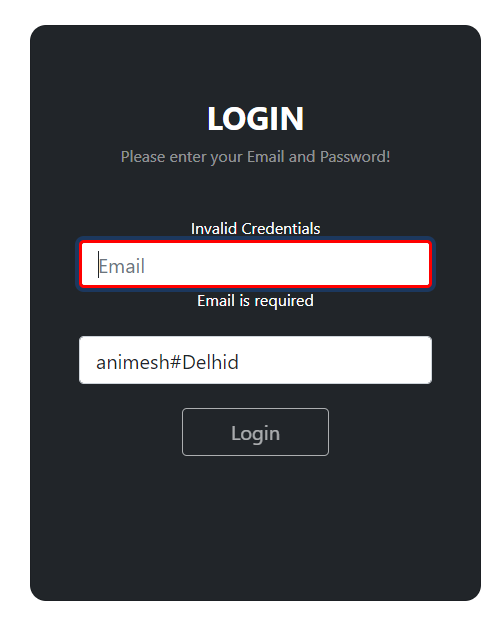 LOGIN
Please enter your Email and Password!
Invalid Credentials
Email
Email is required
animesh#Delhid
Login